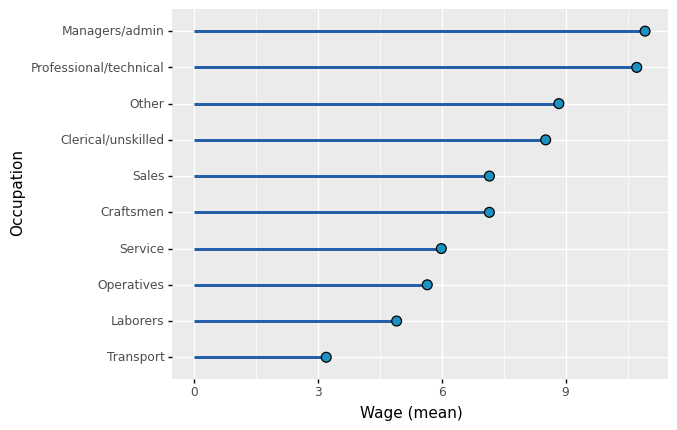 Managers/admin
Professional/technical
Other
Clerical/unskilled
Sales
Craftsmen
Service
Operatives
Laborers
Transport
Occupation
0 3 6 9
Wage (mean)